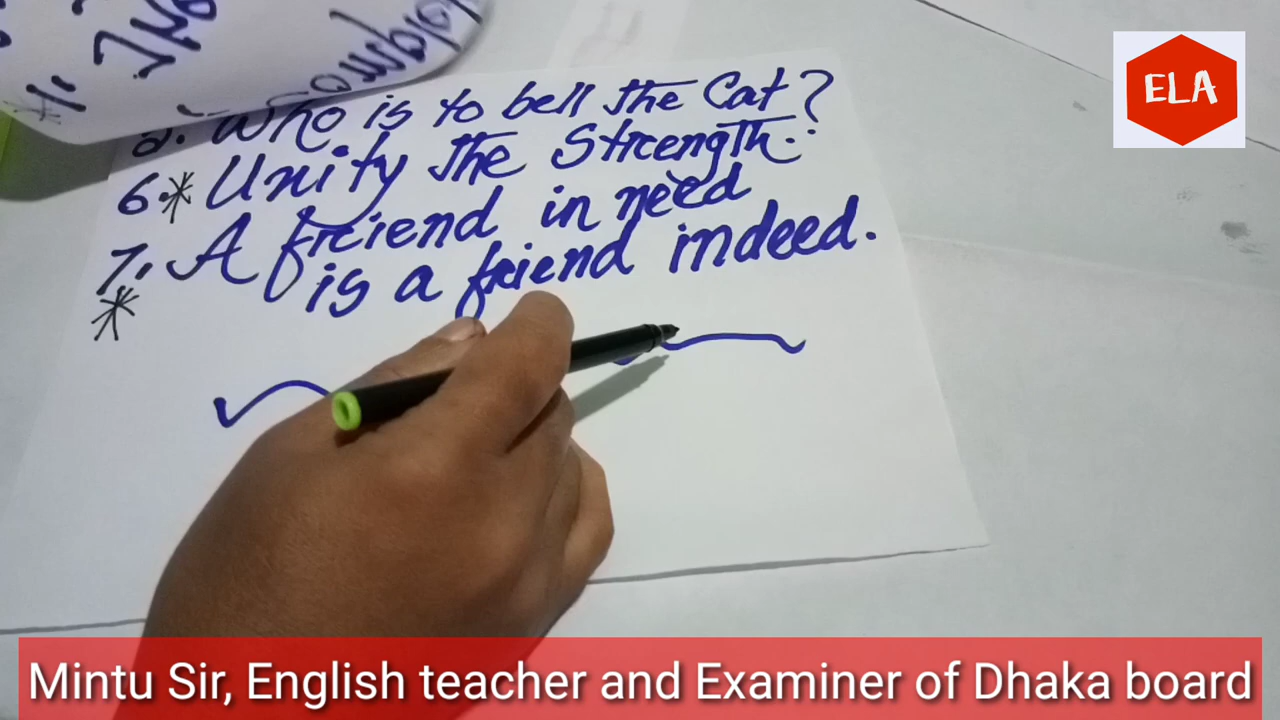 ELA
5. Who is to bell the Cat?
6.* Unity the Strength.
7. A friend in need
* is a friend indeed.
Mintu Sir, English teacher and Examiner of Dhaka board